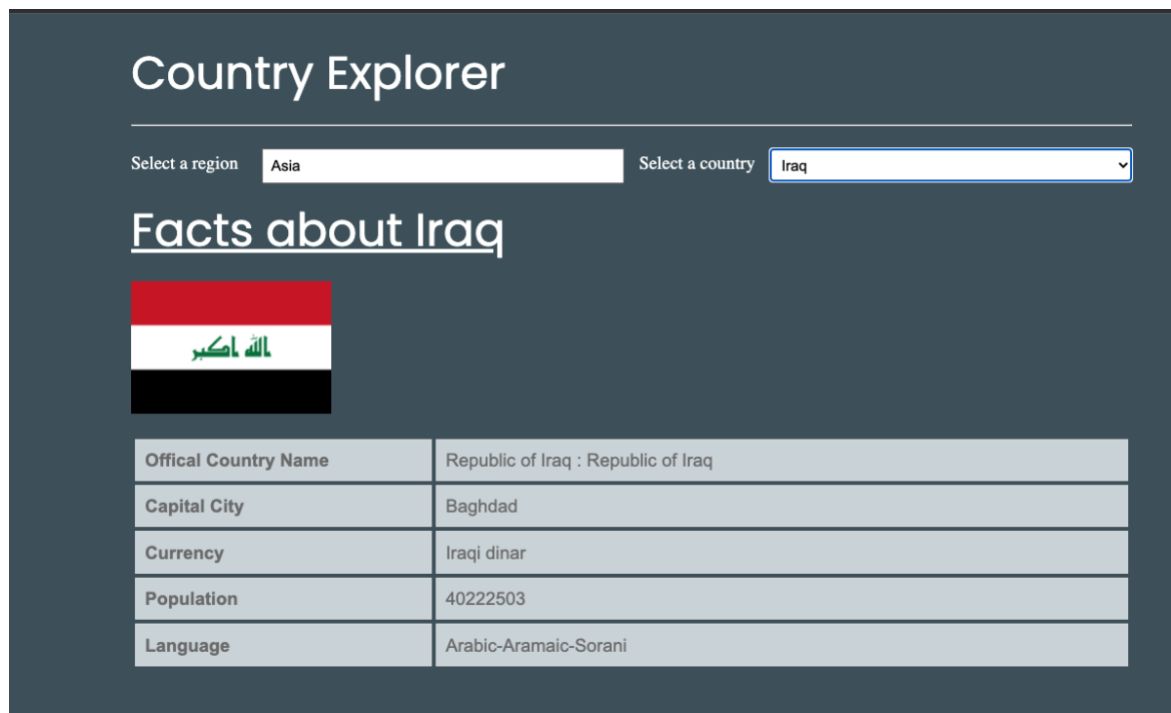 Country Explorer
Select a region Asia Select a country Iraq
Facts about Iraq
الله اكبر
Offical Country Name Republic of Iraq : Republic of Iraq
Capital City Baghdad
Currency Iraqi dinar
Population 40222503
Language Arabic-Aramaic-Sorani